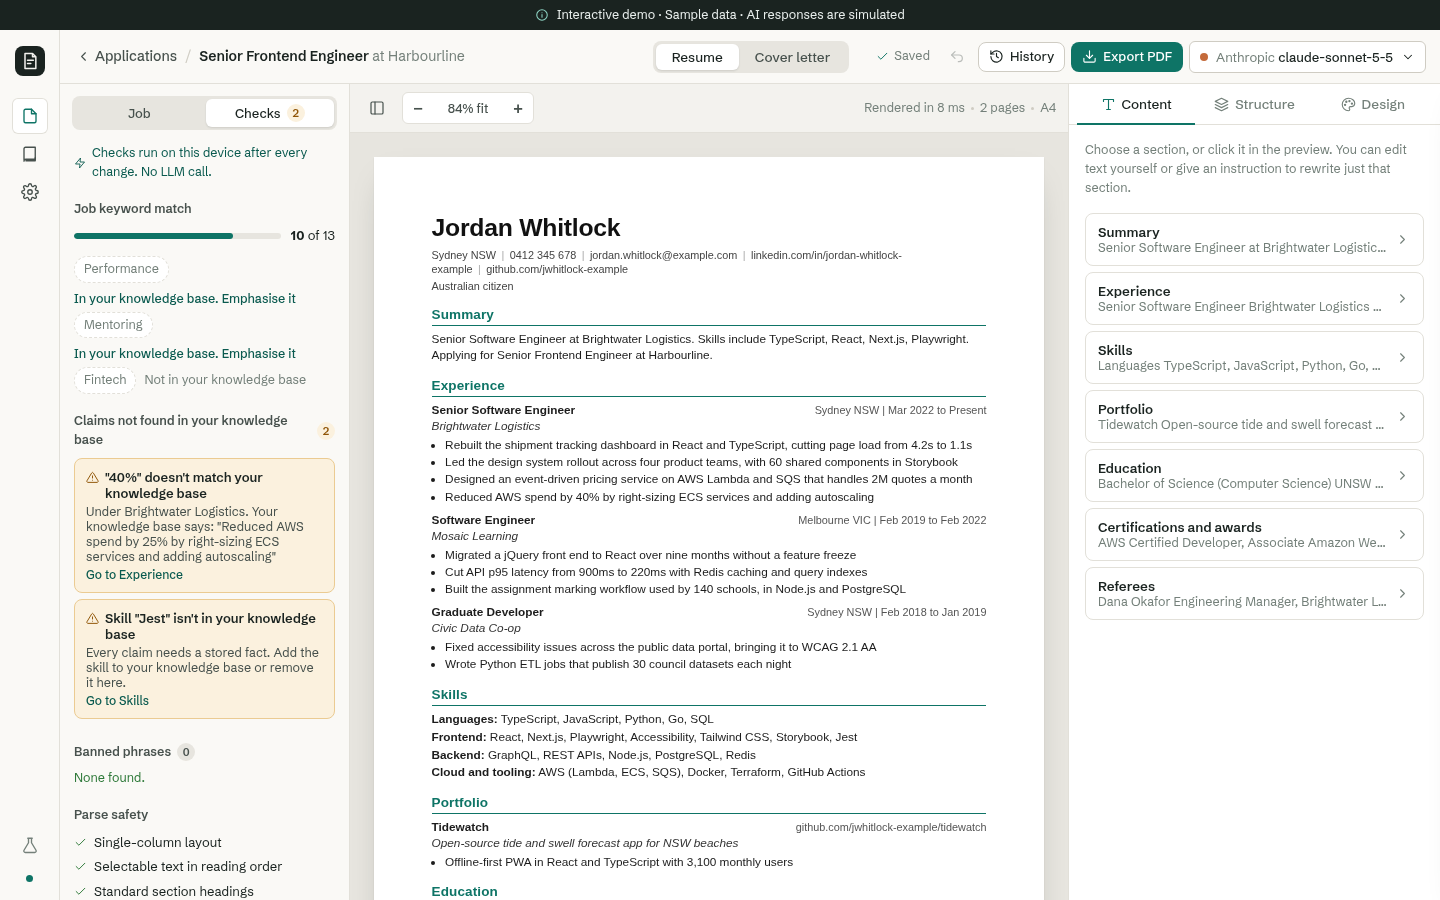 Interactive demo · Sample data · AI responses are simulated
Applications / Senior Frontend Engineer at Harbourline
Resume
Cover letter
Saved
History
Export PDF
Anthropic claude-sonnet-5-5
Job
Checks 2
Checks run on this device after every
change. No LLM call.
Job keyword match
10 of 13
Performance
In your knowledge base. Emphasise it
Mentoring
In your knowledge base. Emphasise it
Fintech Not in your knowledge base
Claims not found in your knowledge
base
2
"40%" doesn't match your
knowledge base
Under Brightwater Logistics. Your
knowledge base says: "Reduced AWS
spend by 25% by right-sizing ECS
services and adding autoscaling"
Go to Experience
Skill "Jest" isn't in your knowledge
base
Every claim needs a stored fact. Add the
skill to your knowledge base or remove
it here.
Go to Skills
Banned phrases 0
None found.
Parse safety
Single-column layout
Selectable text in reading order
Standard section headings
− 84% fit +
Rendered in 8 ms · 2 pages · A4
Jordan Whitlock
Sydney NSW | 0412 345 678 | jordan.whitlock@example.com | linkedin.com/in/jordan-whitlock-
example | github.com/jwhitlock-example
Australian citizen
Summary
Senior Software Engineer at Brightwater Logistics. Skills include TypeScript, React, Next.js, Playwright.
Applying for Senior Frontend Engineer at Harbourline.
Experience
Senior Software Engineer Sydney NSW | Mar 2022 to Present
Brightwater Logistics
• Rebuilt the shipment tracking dashboard in React and TypeScript, cutting page load from 4.2s to 1.1s
• Led the design system rollout across four product teams, with 60 shared components in Storybook
• Designed an event-driven pricing service on AWS Lambda and SQS that handles 2M quotes a month
• Reduced AWS spend by 40% by right-sizing ECS services and adding autoscaling
Software Engineer Melbourne VIC | Feb 2019 to Feb 2022
Mosaic Learning
• Migrated a jQuery front end to React over nine months without a feature freeze
• Cut API p95 latency from 900ms to 220ms with Redis caching and query indexes
• Built the assignment marking workflow used by 140 schools, in Node.js and PostgreSQL
Graduate Developer Sydney NSW | Feb 2018 to Jan 2019
Civic Data Co-op
• Fixed accessibility issues across the public data portal, bringing it to WCAG 2.1 AA
• Wrote Python ETL jobs that publish 30 council datasets each night
Skills
Languages: TypeScript, JavaScript, Python, Go, SQL
Frontend: React, Next.js, Playwright, Accessibility, Tailwind CSS, Storybook, Jest
Backend: GraphQL, REST APIs, Node.js, PostgreSQL, Redis
Cloud and tooling: AWS (Lambda, ECS, SQS), Docker, Terraform, GitHub Actions
Portfolio
Tidewatch github.com/jwhitlock-example/tidewatch
Open-source tide and swell forecast app for NSW beaches
• Offline-first PWA in React and TypeScript with 3,100 monthly users
Education
Content
Structure
Design
Choose a section, or click it in the preview. You can edit
text yourself or give an instruction to rewrite just that
section.
Summary
Senior Software Engineer at Brightwater Logistic...
Experience
Senior Software Engineer Brightwater Logistics ...
Skills
Languages TypeScript, JavaScript, Python, Go, ...
Portfolio
Tidewatch Open-source tide and swell forecast ...
Education
Bachelor of Science (Computer Science) UNSW ...
Certifications and awards
AWS Certified Developer, Associate Amazon We...
Referees
Dana Okafor Engineering Manager, Brightwater L...